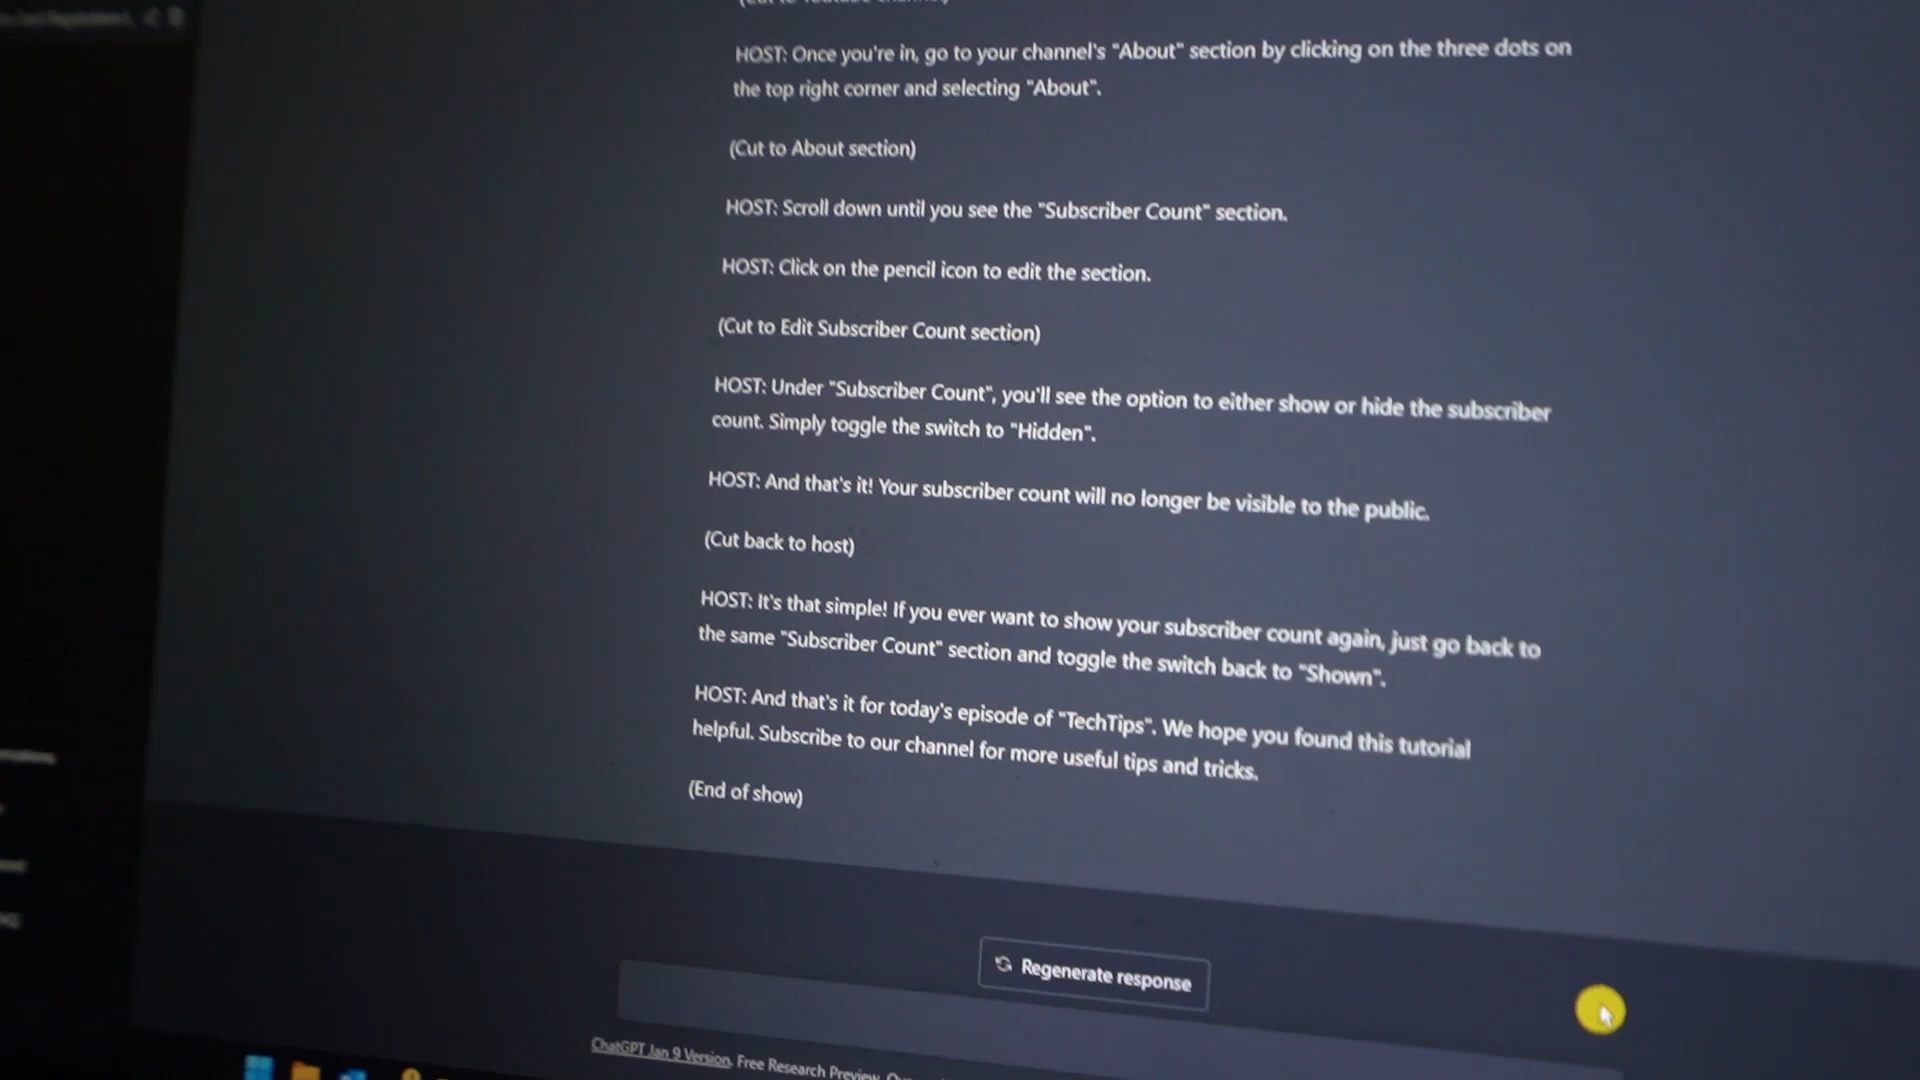 HOST: Once you're in, go to your channel's "About" section by clicking on the three dots on
the top right corner and selecting "About".
(Cut to About section)
HOST: Scroll down until you see the "Subscriber Count" section.
HOST: Click on the pencil icon to edit the section.
(Cut to Edit Subscriber Count section)
HOST: Under "Subscriber Count", you'll see the option to either show or hide the subscriber
count. Simply toggle the switch to "Hidden".
HOST: And that's it! Your subscriber count will no longer be visible to the public.
(Cut back to host)
HOST: It's that simple! If you ever want to show your subscriber count again, just go back to
the same "Subscriber Count" section and toggle the switch back to "Shown".
HOST: And that's it for today's episode of "TechTips". We hope you found this tutorial
helpful. Subscribe to our channel for more useful tips and tricks.
(End of show)
Regenerate response
ChatGPT Jan 9 Version. Free Research Preview.